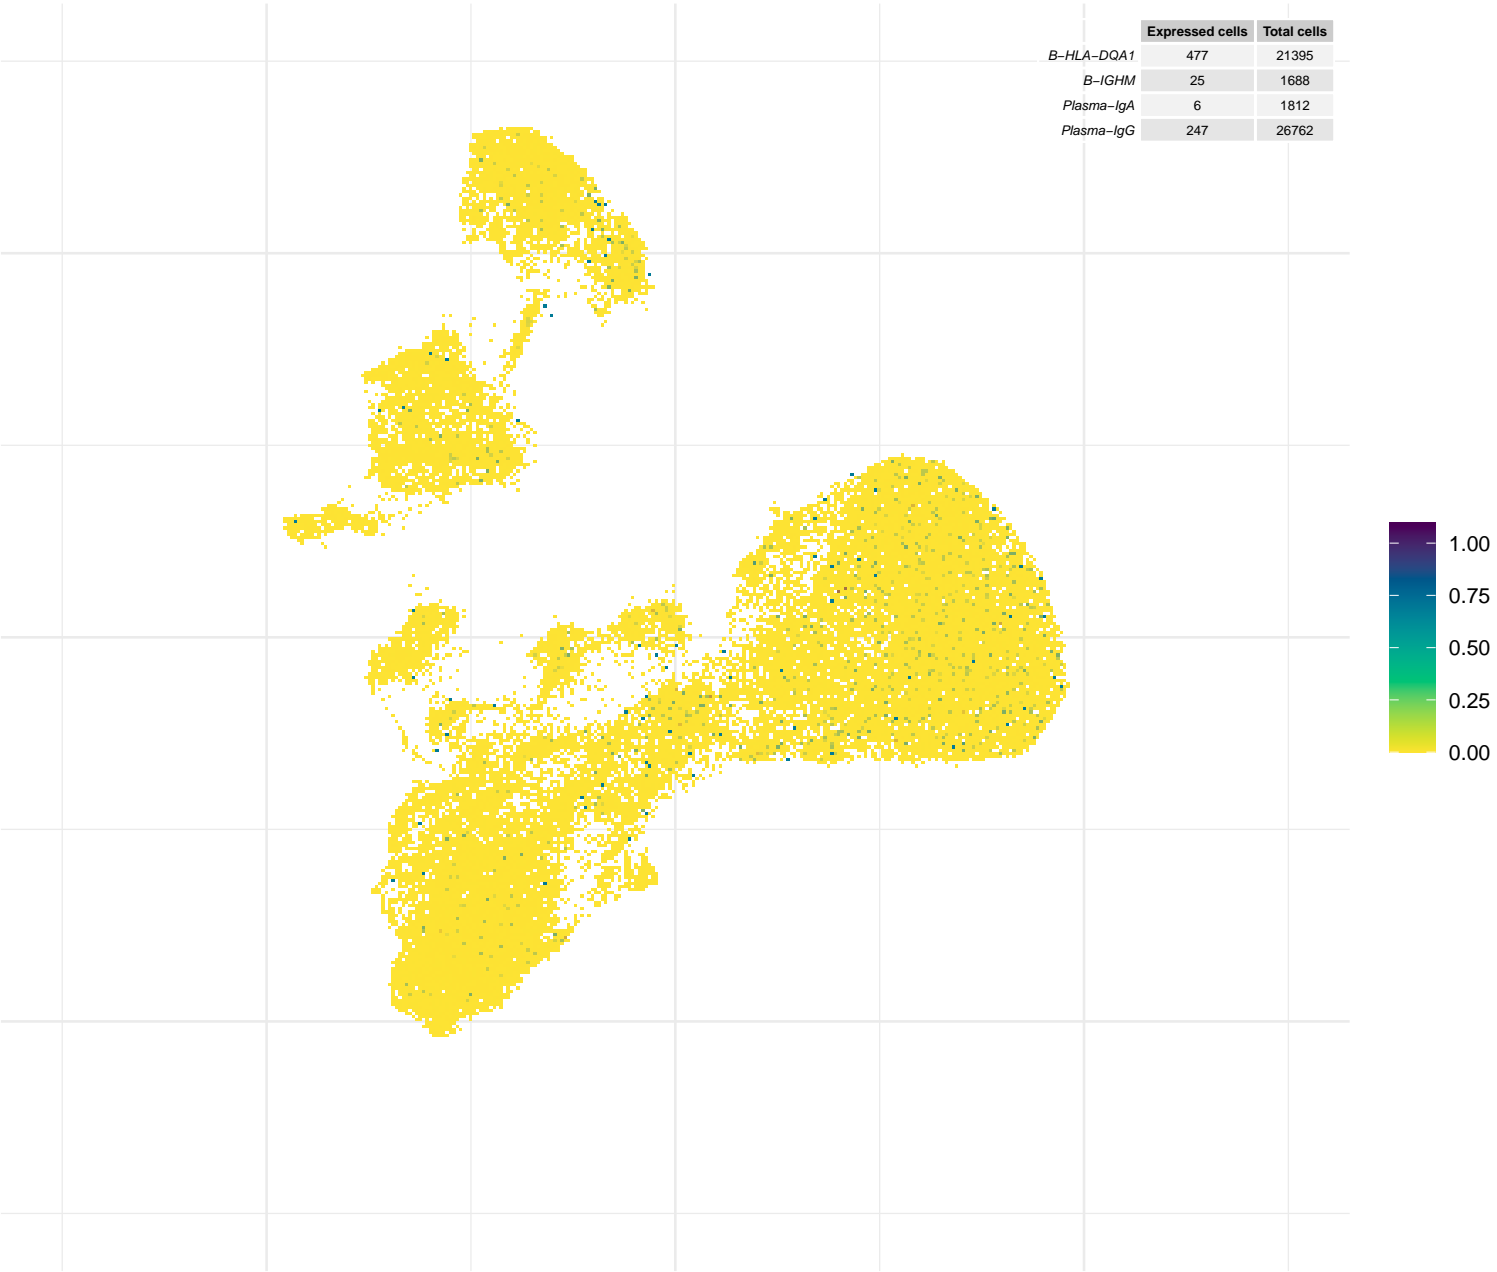 Expressed cells Total cells
B−HLA−DQA1 477 21395
B−IGHM 25 1688
Plasma−IgA 6 1812
Plasma−IgG 247 26762
1.00
0.75
0.50
0.25
0.00